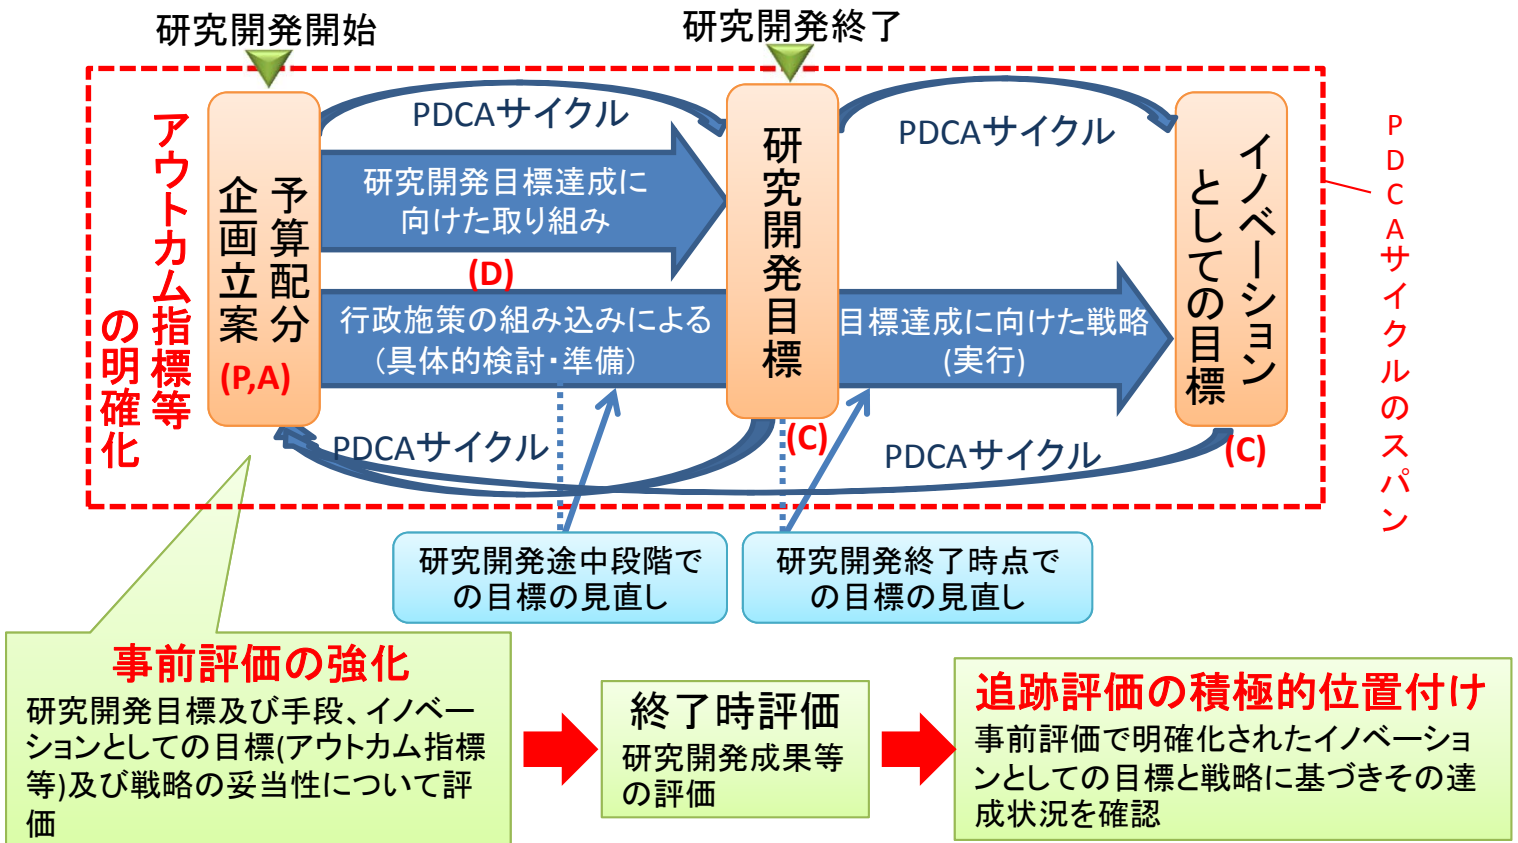 研究開発開始
研究開発終了
アウトカム指標等
の明確化
予算配分
企画立案
(P,A)
PDCAサイクル
研究開発目標達成に
向けた取り組み
(D)
行政施策の組み込みによる
（具体的検討・準備）
研究開発目標
(C)
PDCAサイクル
目標達成に向けた戦略
(実行)
イノベーション
としての目標
(C)
PDCAサイクル
PDCAサイクル
PDCAサイクルのスパン
研究開発途中段階で
の目標の見直し
研究開発終了時点で
の目標の見直し
事前評価の強化
研究開発目標及び手段、イノベー
ションとしての目標(アウトカム指標
等)及び戦略の妥当性について評
価
終了時評価
研究開発成果等
の評価
追跡評価の積極的位置付け
事前評価で明確化されたイノベーショ
ンとしての目標と戦略に基づきその達
成状況を確認